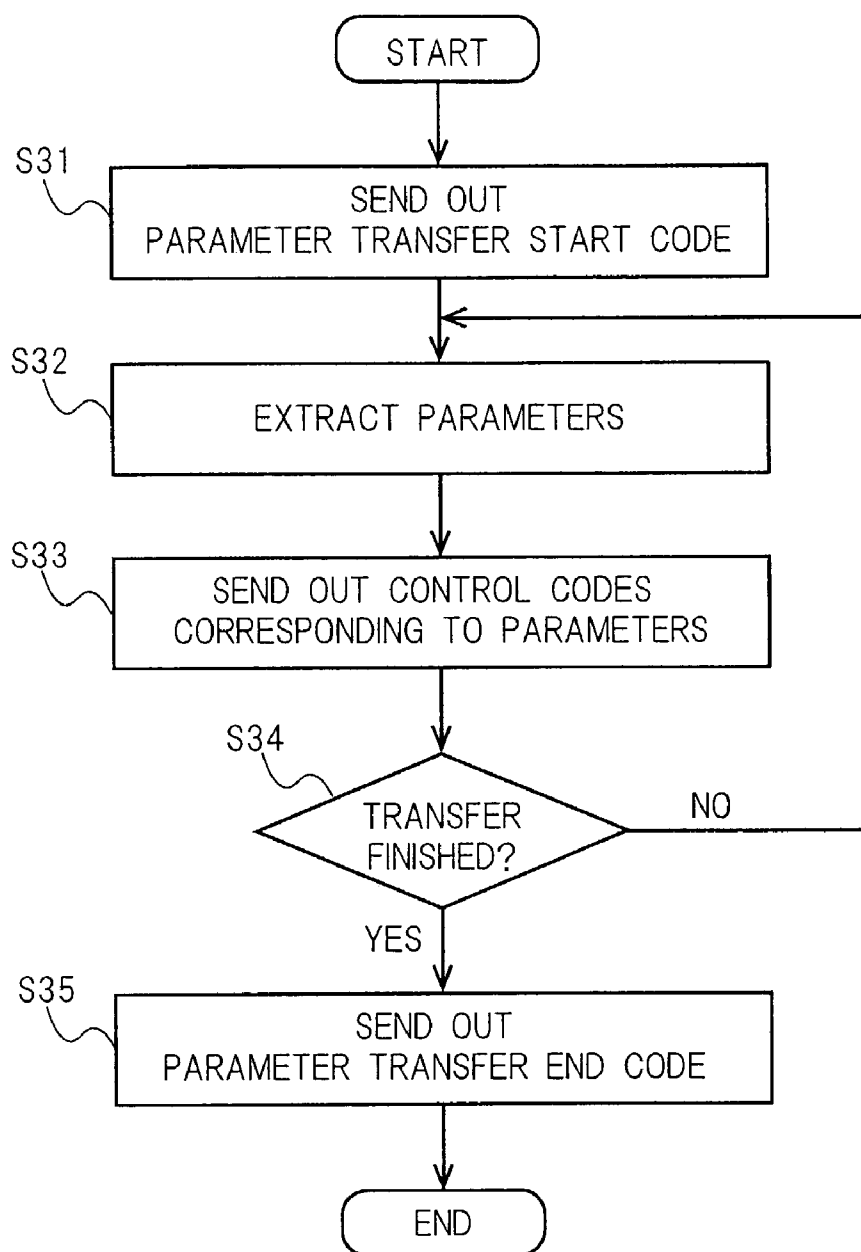 START
S31
SEND OUT
PARAMETER TRANSFER START CODE
S32
EXTRACT PARAMETERS
S33
SEND OUT CONTROL CODES
CORRESPONDING TO PARAMETERS
S34
TRANSFER
FINISHED?
NO
YES
S35
SEND OUT
PARAMETER TRANSFER END CODE
END